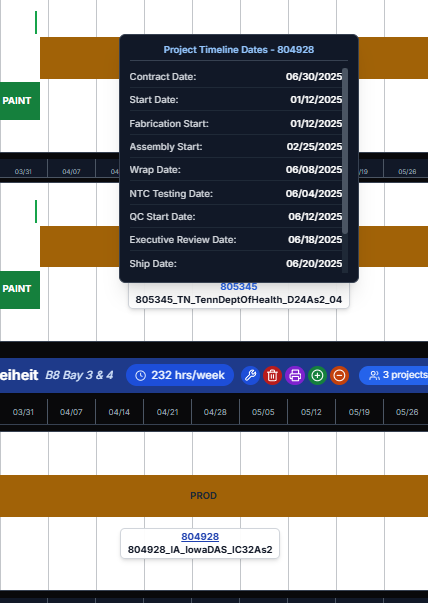 Project Timeline Dates - 804928
Contract Date: 06/30/2025
Start Date: 01/12/2025
PAINT
Fabrication Start: 01/12/2025
Assembly Start: 02/25/2025
Wrap Date: 06/08/2025
03/31 04/07 04 /19 05/26
NTC Testing Date: 06/04/2025
QC Start Date: 06/12/2025
Executive Review Date: 06/18/2025
Ship Date: 06/20/2025
PAINT
805345
805345_TN_TennDeptOfHealth_D24As2_04
eiheit B8 Bay 3 & 4 232 hrs/week 3 projects
03/31 04/07 04/14 04/21 04/28 05/05 05/12 05/19 05/26
PROD
804928
804928_IA_IowaDAS_IC32As2